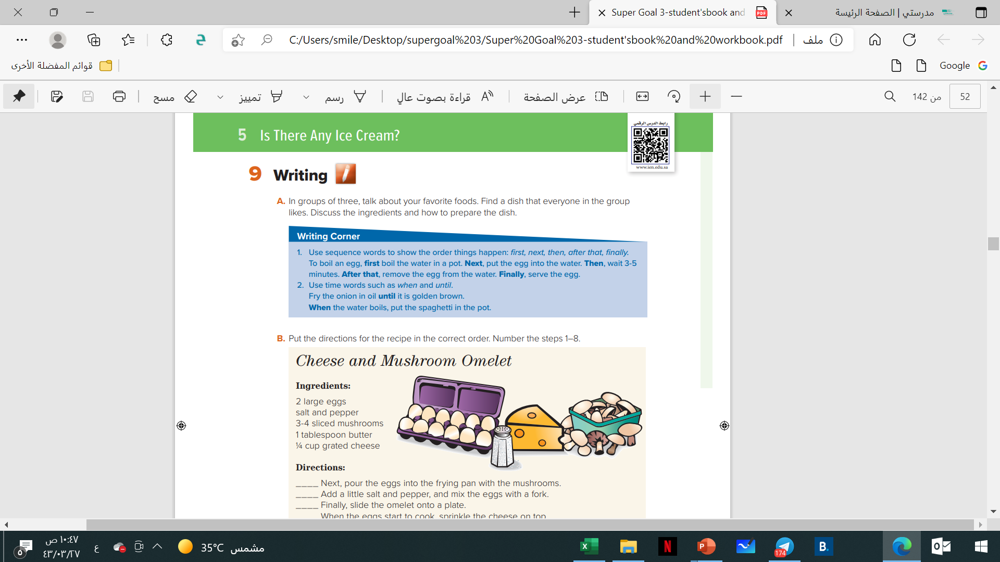 Super Goal 3-student'sbook and
مدرستي | الصفحة الرئيسة
C:/Users/smile/Desktop/supergoal%203/Super%20Goal%203-student'sbook%20and%20workbook.pdf
ملف
قوائم المفضلة الأخرى
Google
مسح
تمييز
رسم
قراءة بصوت عالٍ
عرض الصفحة
من 142
52
5 Is There Any Ice Cream?
رابط الدرس الرقمي
www.ien.edu.sa
9 Writing
A. In groups of three, talk about your favorite foods. Find a dish that everyone in the group
likes. Discuss the ingredients and how to prepare the dish.
Writing Corner
1. Use sequence words to show the order things happen: first, next, then, after that, finally.
To boil an egg, first boil the water in a pot. Next, put the egg into the water. Then, wait 3-5
minutes. After that, remove the egg from the water. Finally, serve the egg.
2. Use time words such as when and until.
Fry the onion in oil until it is golden brown.
When the water boils, put the spaghetti in the pot.
B. Put the directions for the recipe in the correct order. Number the steps 1–8.
Cheese and Mushroom Omelet
Ingredients:
2 large eggs
salt and pepper
3-4 sliced mushrooms
1 tablespoon butter
¼ cup grated cheese
Directions:
____ Next, pour the eggs into the frying pan with the mushrooms.
____ Add a little salt and pepper, and mix the eggs with a fork.
____ Finally, slide the omelet onto a plate.
When the eggs start to cook, sprinkle the cheese on top
١٠:٤٧ ص
٤٣/٠٣/٢٧
٥
ع
35°C مشمس
174